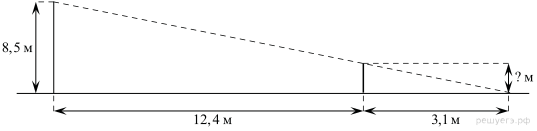 8,5 м
? м
12,4 м
3,1 м
решуегэ.рф